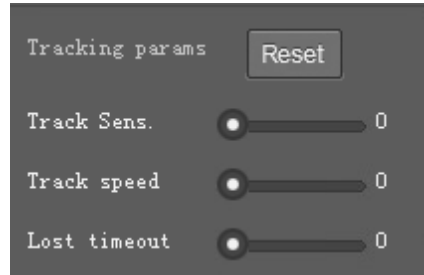 Tracking params Reset
Track Sens. 0
Track speed 0
Lost timeout 0